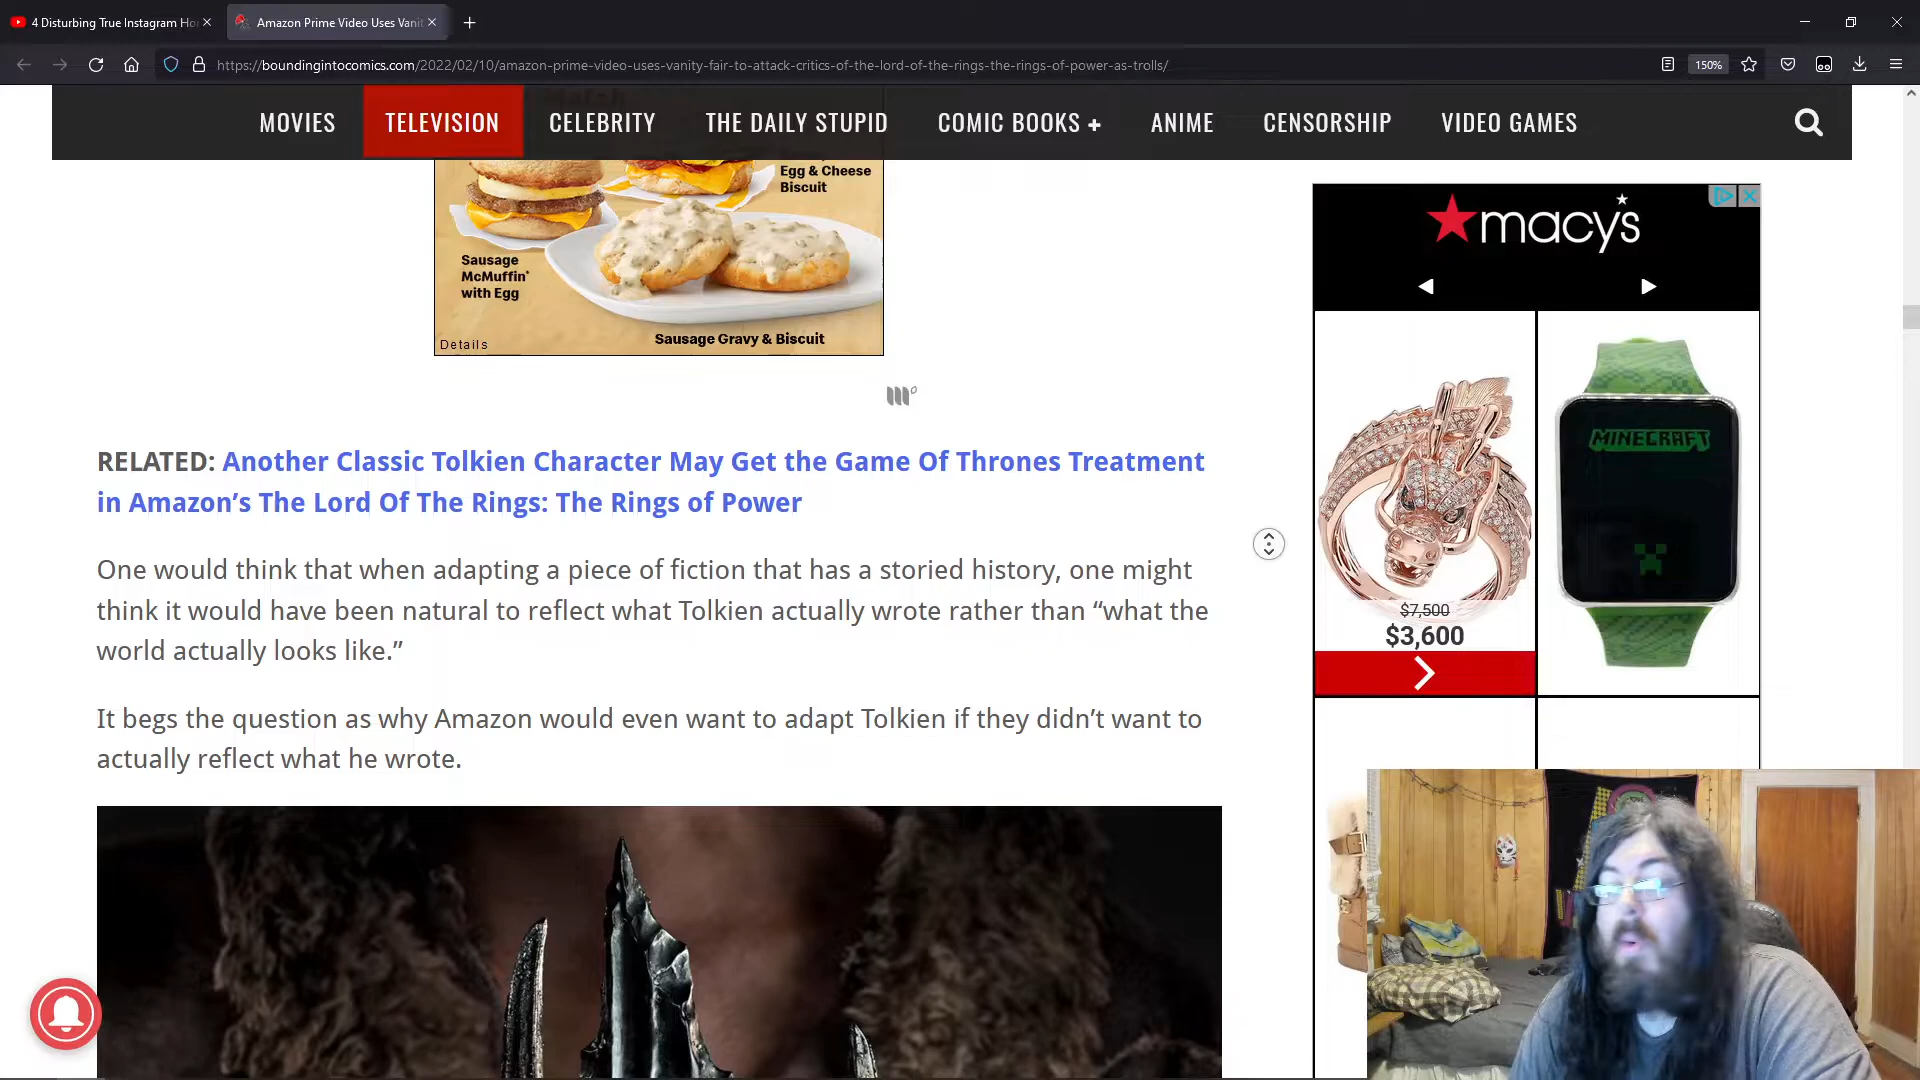 4 Disturbing True Instagram Ho
Amazon Prime Video Uses Vanit
https://boundingintocomics.com/2022/02/10/amazon-prime-video-uses-vanity-fair-to-attack-critics-of-the-lord-of-the-rings-the-rings-of-power-as-trolls/
150%
MOVIES TELEVISION CELEBRITY THE DAILY STUPID COMIC BOOKS + ANIME CENSORSHIP VIDEO GAMES
Egg & Cheese
Biscuit
Sausage
McMuffin*
with Egg
Sausage Gravy & Biscuit
Details
macys
MINECRAFT
$7,500
$3,600
RELATED: Another Classic Tolkien Character May Get the Game Of Thrones Treatment
in Amazon’s The Lord Of The Rings: The Rings of Power
One would think that when adapting a piece of fiction that has a storied history, one might
think it would have been natural to reflect what Tolkien actually wrote rather than “what the
world actually looks like.”
It begs the question as why Amazon would even want to adapt Tolkien if they didn’t want to
actually reflect what he wrote.